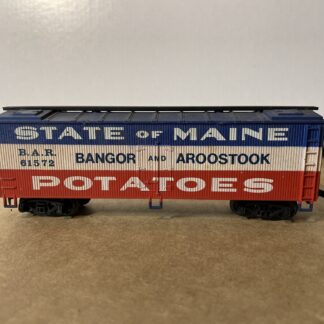 STATE OF MAINE
B.A.R.
61572
BANGOR AND AROOSTOOK
POTATOES